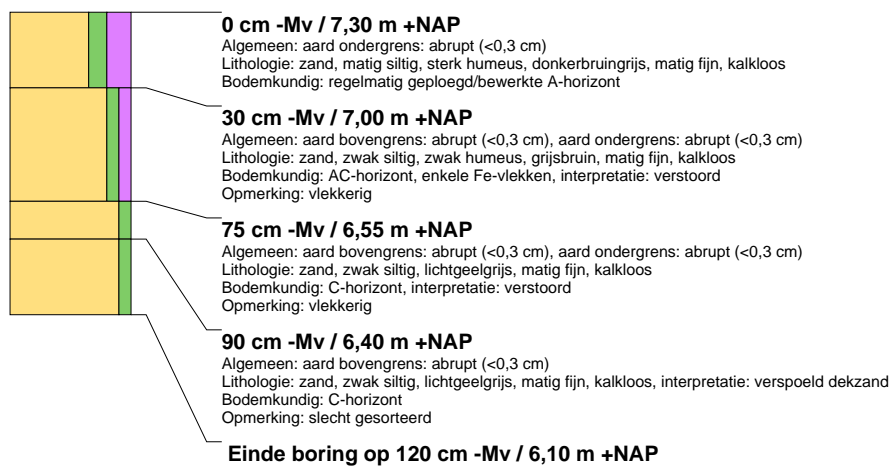 0 cm -Mv / 7,30 m +NAP
Algemeen: aard ondergrens: abrupt (<0,3 cm)
Lithologie: zand, matig siltig, sterk humeus, donkerbruingrijs, matig fijn, kalkloos
Bodemkundig: regelmatig geploegd/bewerkte A-horizont
30 cm -Mv / 7,00 m +NAP
Algemeen: aard bovengrens: abrupt (<0,3 cm), aard ondergrens: abrupt (<0,3 cm)
Lithologie: zand, zwak siltig, zwak humeus, grijsbruin, matig fijn, kalkloos
Bodemkundig: AC-horizont, enkele Fe-vlekken, interpretatie: verstoord
Opmerking: vlekkerig
75 cm -Mv / 6,55 m +NAP
Algemeen: aard bovengrens: abrupt (<0,3 cm), aard ondergrens: abrupt (<0,3 cm)
Lithologie: zand, zwak siltig, lichtgeelgrijs, matig fijn, kalkloos
Bodemkundig: C-horizont, interpretatie: verstoord
Opmerking: vlekkerig
90 cm -Mv / 6,40 m +NAP
Algemeen: aard bovengrens: abrupt (<0,3 cm)
Lithologie: zand, zwak siltig, lichtgeelgrijs, matig fijn, kalkloos, interpretatie: verspoeld dekzand
Bodemkundig: C-horizont
Opmerking: slecht gesorteerd
Einde boring op 120 cm -Mv / 6,10 m +NAP